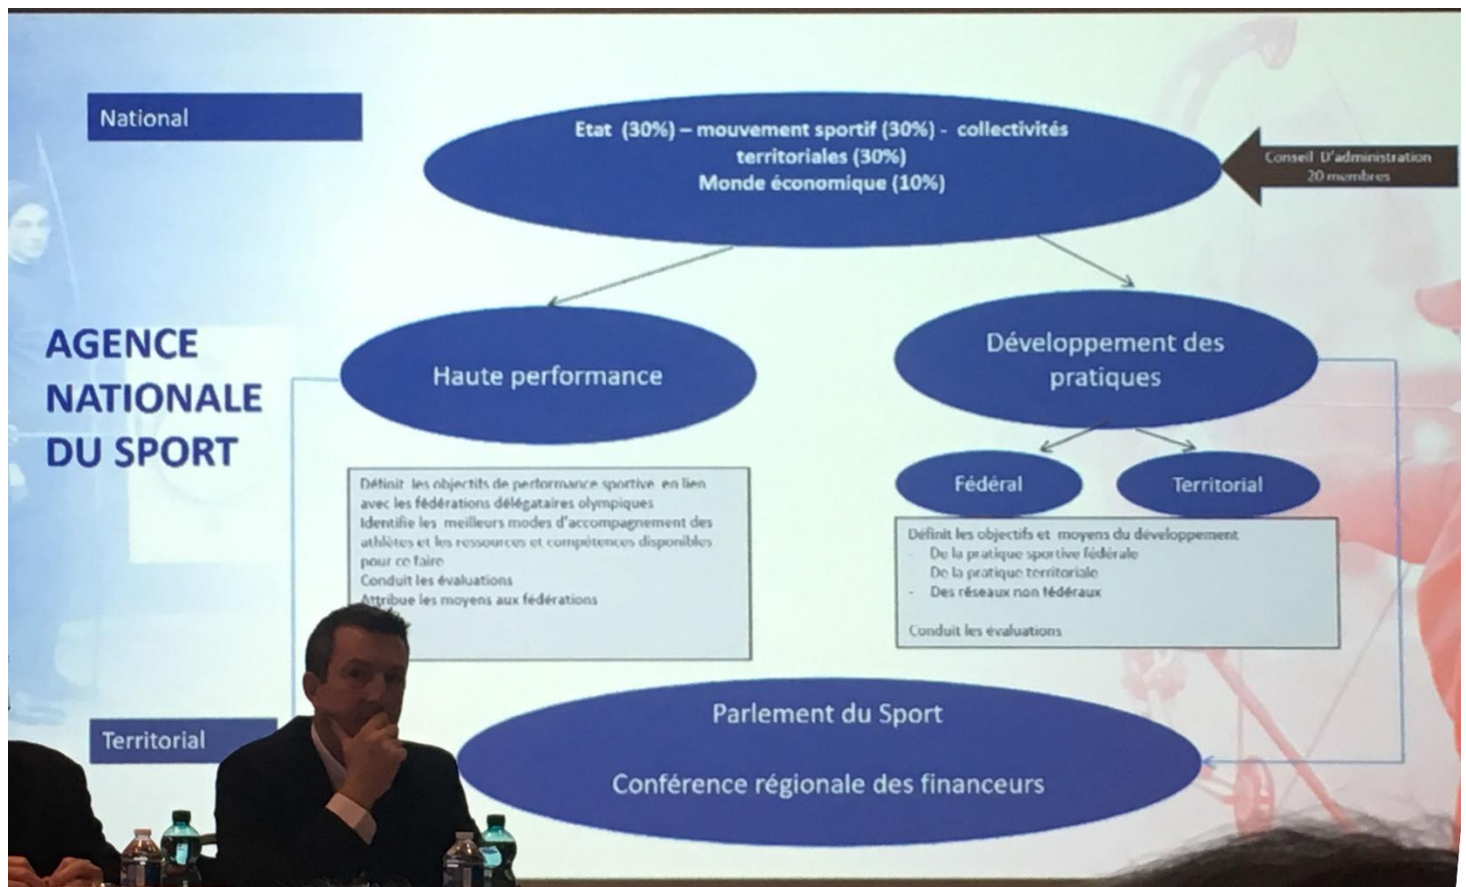 National
Etat (30%) – mouvement sportif (30%) - collectivités
territoriales (30%)
Monde économique (10%)
Conseil D'administration
20 membres
AGENCE
NATIONALE
DU SPORT
Haute performance
Développement des
pratiques
Fédéral
Territorial
Définit les objectifs de performance sportive en lien
avec les fédérations délégataires olympiques
Identifie les meilleurs modes d'accompagnement des
athlètes et les ressources et compétences disponibles
pour ce faire
Conduit les évaluations
Attribue les moyens aux fédérations
Définit les objectifs et moyens du développement
- De la pratique sportive fédérale
De la pratique territoriale
- Des réseaux non fédéraux
Conduit les évaluations
Territorial
Parlement du Sport
Conférence régionale des financeurs